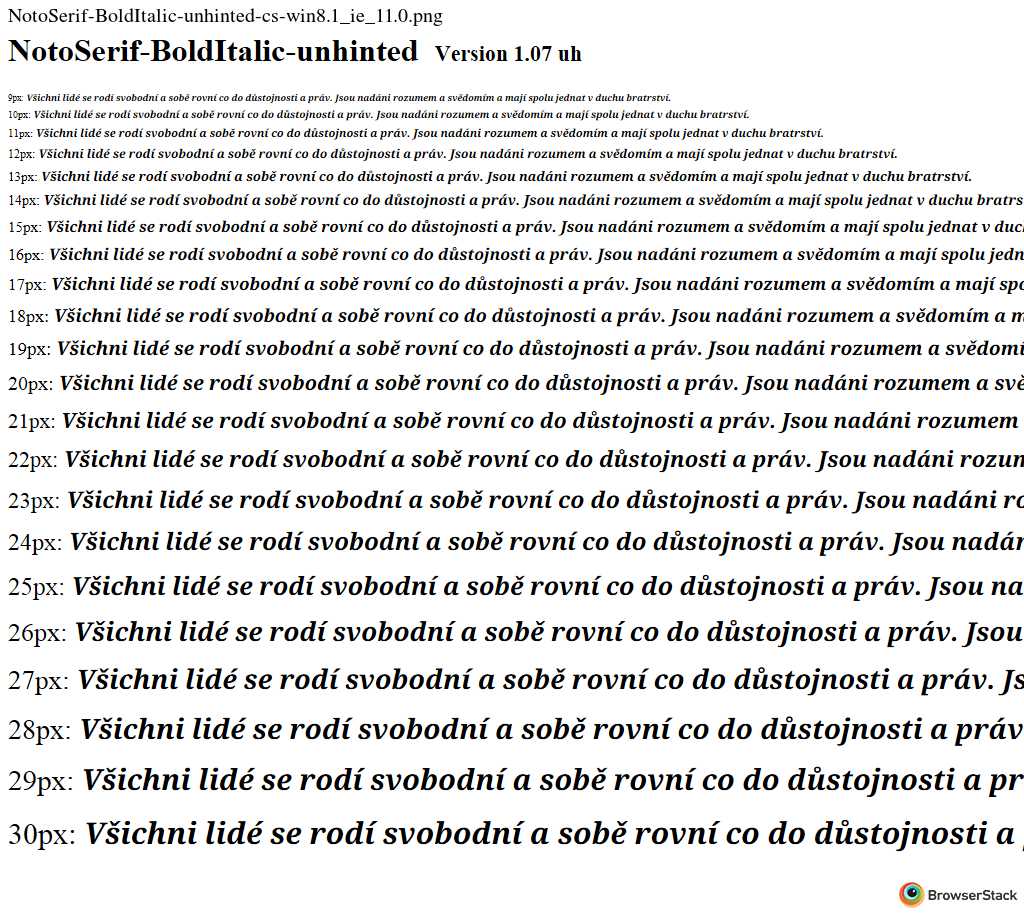 NotoSerif-BoldItalic-unhinted-cs-win8.1_ie_11.0.png
NotoSerif-BoldItalic-unhinted Version 1.07 uh
9px: Všichni lidé se rodí svobodní a sobě rovní co do důstojnosti a práv. Jsou nadáni rozumem a svědomím a mají spolu jednat v duchu bratrství.
10px: Všichni lidé se rodí svobodní a sobě rovní co do důstojnosti a práv. Jsou nadáni rozumem a svědomím a mají spolu jednat v duchu bratrství.
11px: Všichni lidé se rodí svobodní a sobě rovní co do důstojnosti a práv. Jsou nadáni rozumem a svědomím a mají spolu jednat v duchu bratrství.
12px: Všichni lidé se rodí svobodní a sobě rovní co do důstojnosti a práv. Jsou nadáni rozumem a svědomím a mají spolu jednat v duchu bratrství.
13px: Všichni lidé se rodí svobodní a sobě rovní co do důstojnosti a práv. Jsou nadáni rozumem a svědomím a mají spolu jednat v duchu bratrství.
14px: Všichni lidé se rodí svobodní a sobě rovní co do důstojnosti a práv. Jsou nadáni rozumem a svědomím a mají spolu jednat v duchu bratrs
15px: Všichni lidé se rodí svobodní a sobě rovní co do důstojnosti a práv. Jsou nadáni rozumem a svědomím a mají spolu jednat v duc
16px: Všichni lidé se rodí svobodní a sobě rovní co do důstojnosti a práv. Jsou nadáni rozumem a svědomím a mají spolu jedn
17px: Všichni lidé se rodí svobodní a sobě rovní co do důstojnosti a práv. Jsou nadáni rozumem a svědomím a mají spo
18px: Všichni lidé se rodí svobodní a sobě rovní co do důstojnosti a práv. Jsou nadáni rozumem a svědomím a m
19px: Všichni lidé se rodí svobodní a sobě rovní co do důstojnosti a práv. Jsou nadáni rozumem a svědomí
20px: Všichni lidé se rodí svobodní a sobě rovní co do důstojnosti a práv. Jsou nadáni rozumem a svě
21px: Všichni lidé se rodí svobodní a sobě rovní co do důstojnosti a práv. Jsou nadáni rozumem
22px: Všichni lidé se rodí svobodní a sobě rovní co do důstojnosti a práv. Jsou nadáni rozum
23px: Všichni lidé se rodí svobodní a sobě rovní co do důstojnosti a práv. Jsou nadáni ro
24px: Všichni lidé se rodí svobodní a sobě rovní co do důstojnosti a práv. Jsou nadán
25px: Všichni lidé se rodí svobodní a sobě rovní co do důstojnosti a práv. Jsou na
26px: Všichni lidé se rodí svobodní a sobě rovní co do důstojnosti a práv. Jsou
27px: Všichni lidé se rodí svobodní a sobě rovní co do důstojnosti a práv. Js
28px: Všichni lidé se rodí svobodní a sobě rovní co do důstojnosti a práv
29px: Všichni lidé se rodí svobodní a sobě rovní co do důstojnosti a pr
30px: Všichni lidé se rodí svobodní a sobě rovní co do důstojnosti a
BrowserStack